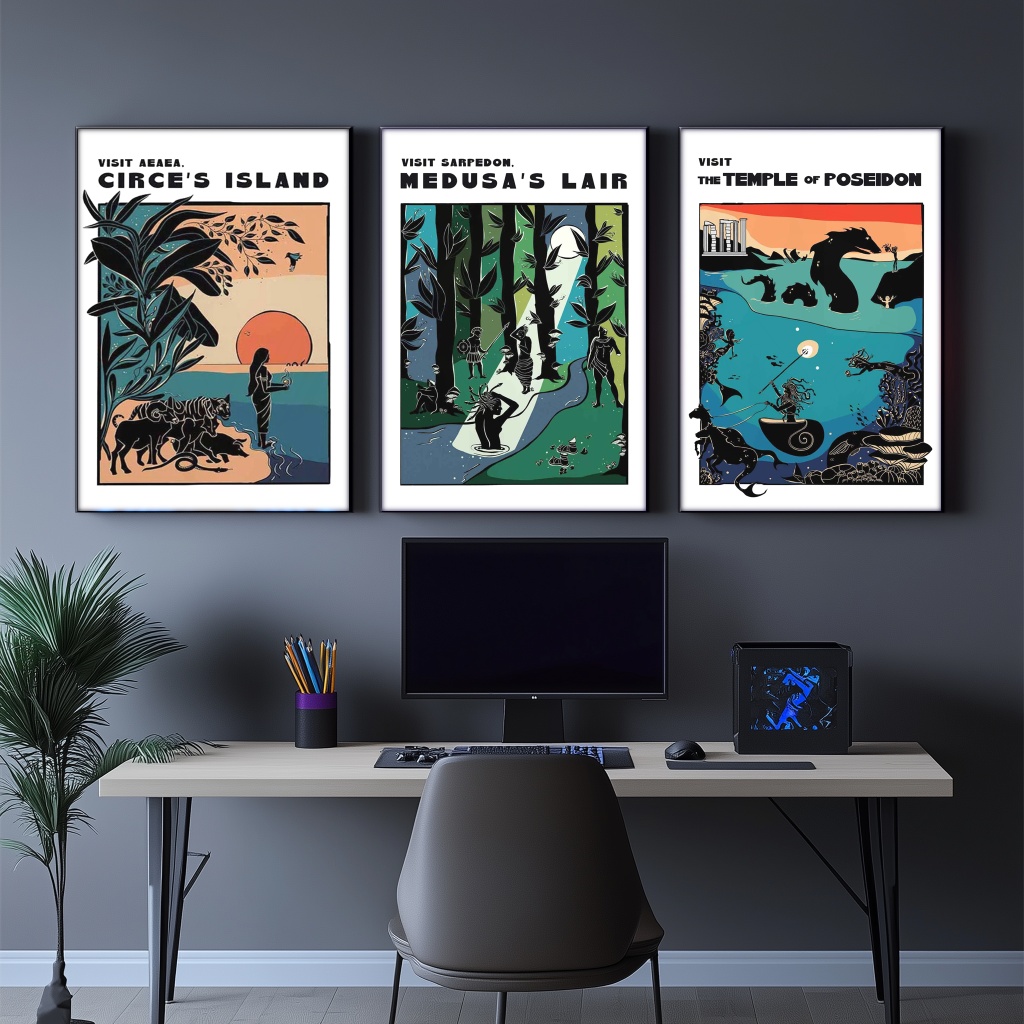 VISIT AEAEA.
CIRCE'S ISLAND
VISIT SARPEDON.
MEDUSA'S LAIR
VISIT
THE TEMPLE OF POSEIDON